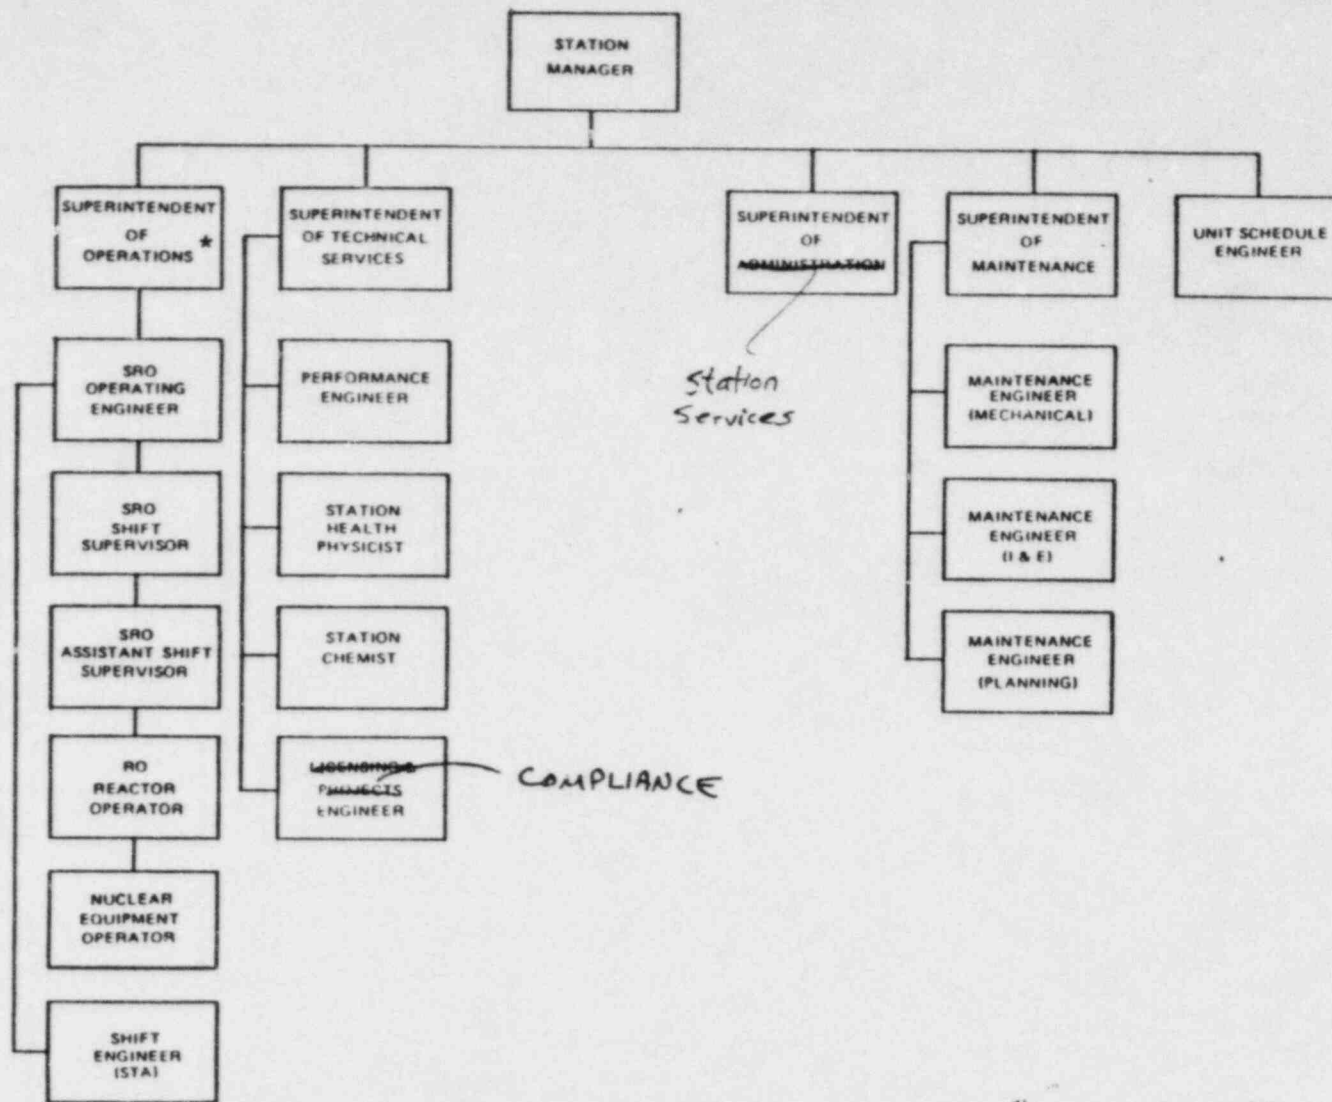 STATION
MANAGER
SUPERINTENDENT
OF
OPERATIONS *
SUPERINTENDENT
OF TECHNICAL
SERVICES
SUPERINTENDENT
OF
ADMINISTRATION
Station
Services
SUPERINTENDENT
OF
MAINTENANCE
UNIT SCHEDULE
ENGINEER
SRO
OPERATING
ENGINEER
SRO
SHIFT
SUPERVISOR
SRO
ASSISTANT SHIFT
SUPERVISOR
RO
REACTOR
OPERATOR
NUCLEAR
EQUIPMENT
OPERATOR
SHIFT
ENGINEER
(STA)
PERFORMANCE
ENGINEER
STATION
HEALTH
PHYSICIST
STATION
CHEMIST
LICENSING &
PROJECTS
ENGINEER
COMPLIANCE
MAINTENANCE
ENGINEER
(MECHANICAL)
MAINTENANCE
ENGINEER
(I & E)
MAINTENANCE
ENGINEER
(PLANNING)